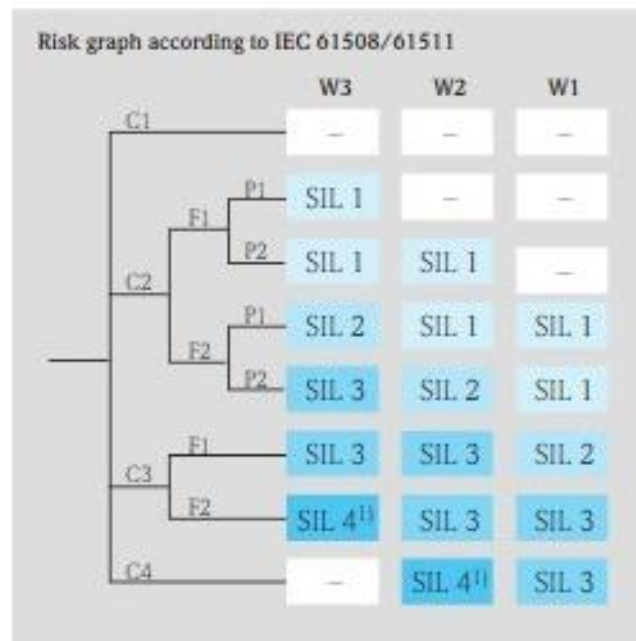 Risk graph according to IEC 61508/61511
W3 W2 W1
C1 – – –
P1 SIL 1 – –
F1
P2 SIL 1 SIL 1 –
C2
P1 SIL 2 SIL 1 SIL 1
F2
P2 SIL 3 SIL 2 SIL 1
F1 SIL 3 SIL 3 SIL 2
C3
F2 SIL 4¹⁾ SIL 3 SIL 3
C4 – SIL 4¹⁾ SIL 3